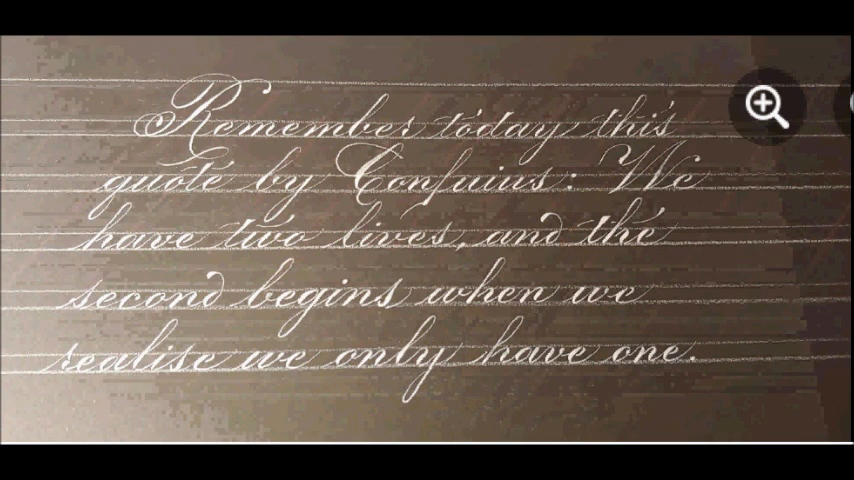 Remember today this
quote by Confuius: We
have two lives, and the
second begins when we
realise we only have one.